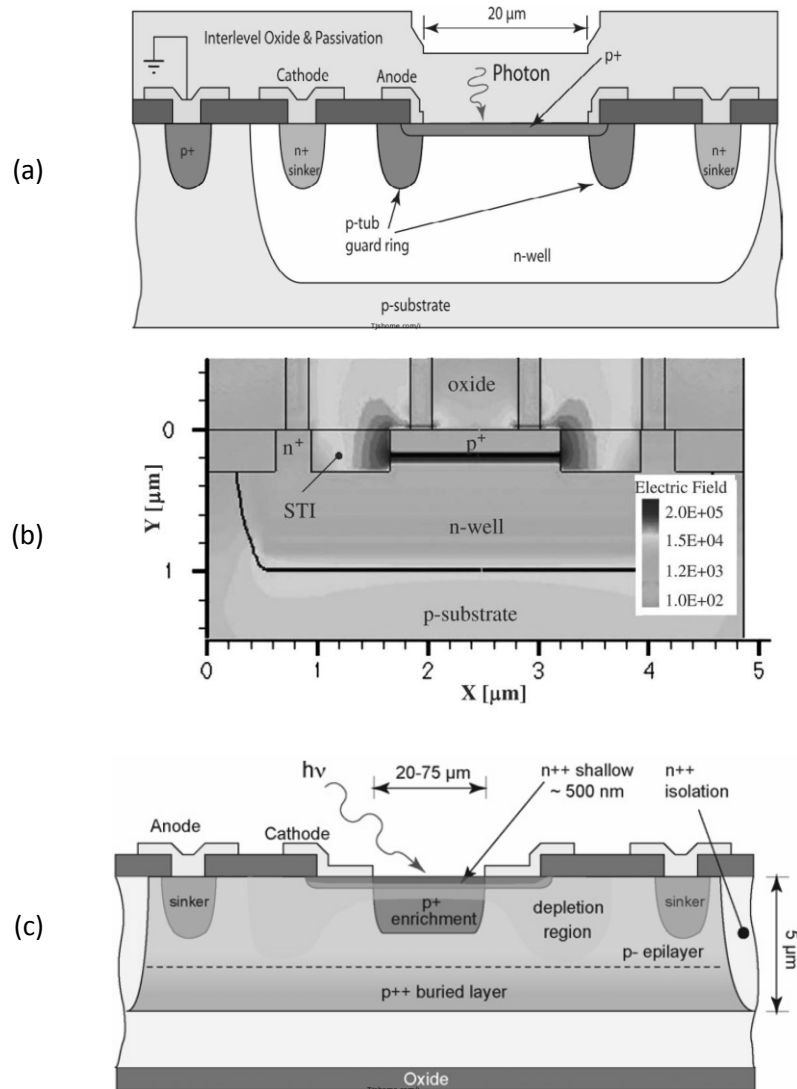 (a)
20 μm
Interlevel Oxide & Passivation
Photon
p+
Cathode
Anode
p+
n+
sinker
n+
sinker
p-tub
guard ring
n-well
p-substrate
Tjshome.com/i
(b)
oxide
0
n+
p+
STI
n-well
Electric Field
2.0E+05
1.5E+04
1.2E+03
1.0E+02
Y [μm]
1
p-substrate
0
1
2
3
4
5
X [μm]
(c)
hν
20-75 μm
n++ shallow
~ 500 nm
n++
isolation
Anode
Cathode
sinker
p+
enrichment
depletion
region
sinker
p- epilayer
5 μm
p++ buried layer
Oxide